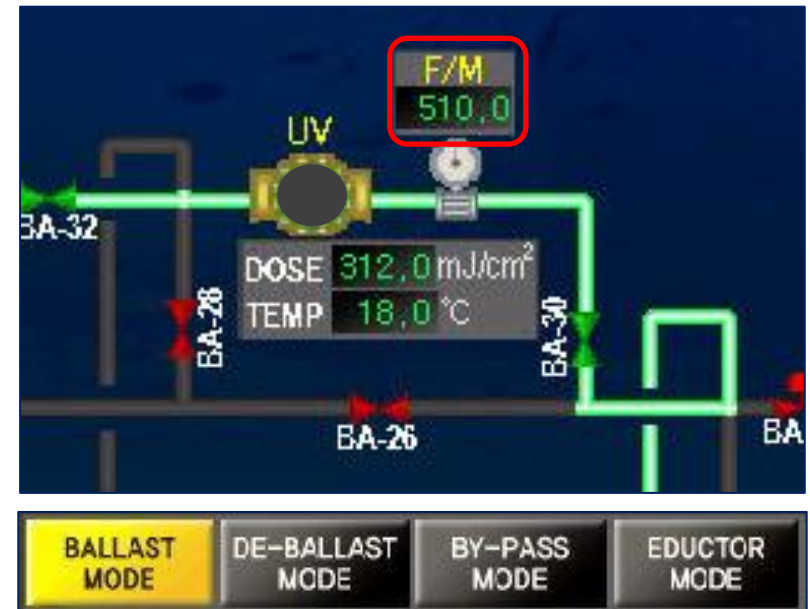 F/M
510,0
UV
BA-32
DOSE 312,0 mJ/cm²
TEMP 18,0 °C
BA-28
BA-30
BA-26
BA
BALLAST MODE
DE-BALLAST MODE
BY-PASS MODE
EDUCTOR MODE